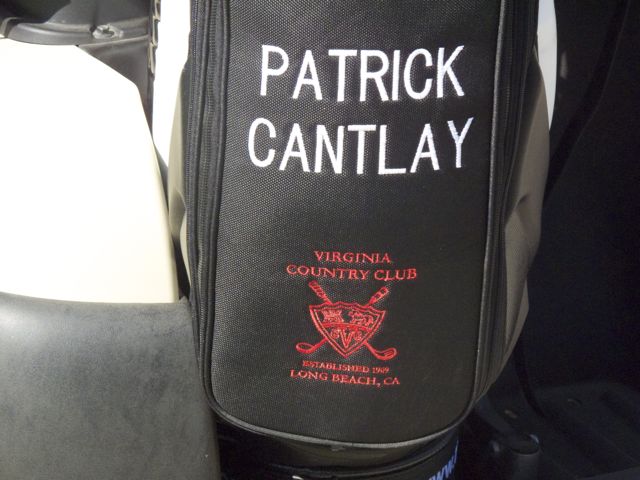 PATRICK
CANTLAY
VIRGINIA
COUNTRY CLUB
ESTABLISHED 1909
LONG BEACH, CA